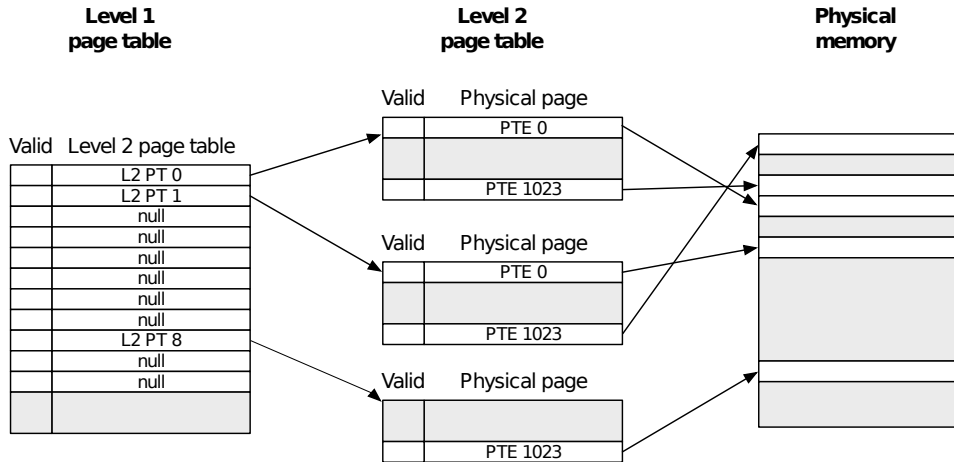 Level 1
page table
Level 2
page table
Physical
memory
Valid Level 2 page table
L2 PT 0
L2 PT 1
null
null
null
null
null
null
L2 PT 8
null
null
Valid Physical page
PTE 0
PTE 1023
Valid Physical page
PTE 0
PTE 1023
Valid Physical page
PTE 1023